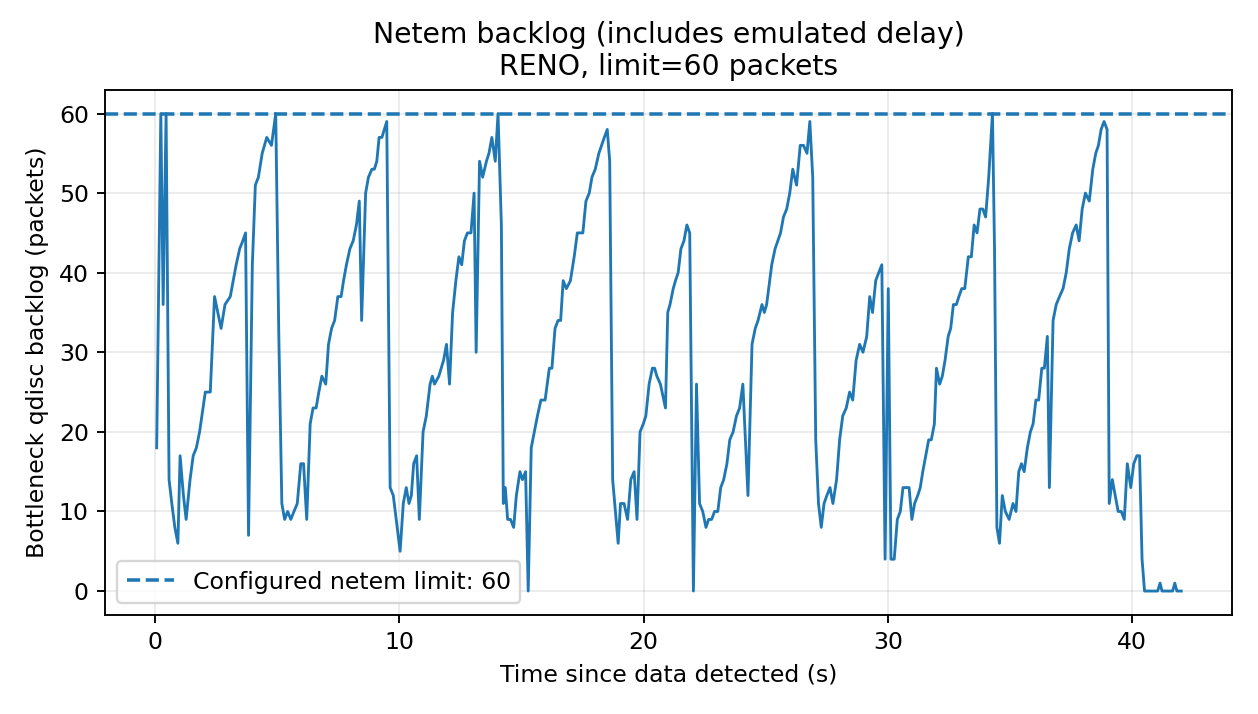 Netem backlog (includes emulated delay)
RENO, limit=60 packets
Bottleneck qdisc backlog (packets)
60
50
40
30
20
10
0
Configured netem limit: 60
0 10 20 30 40
Time since data detected (s)